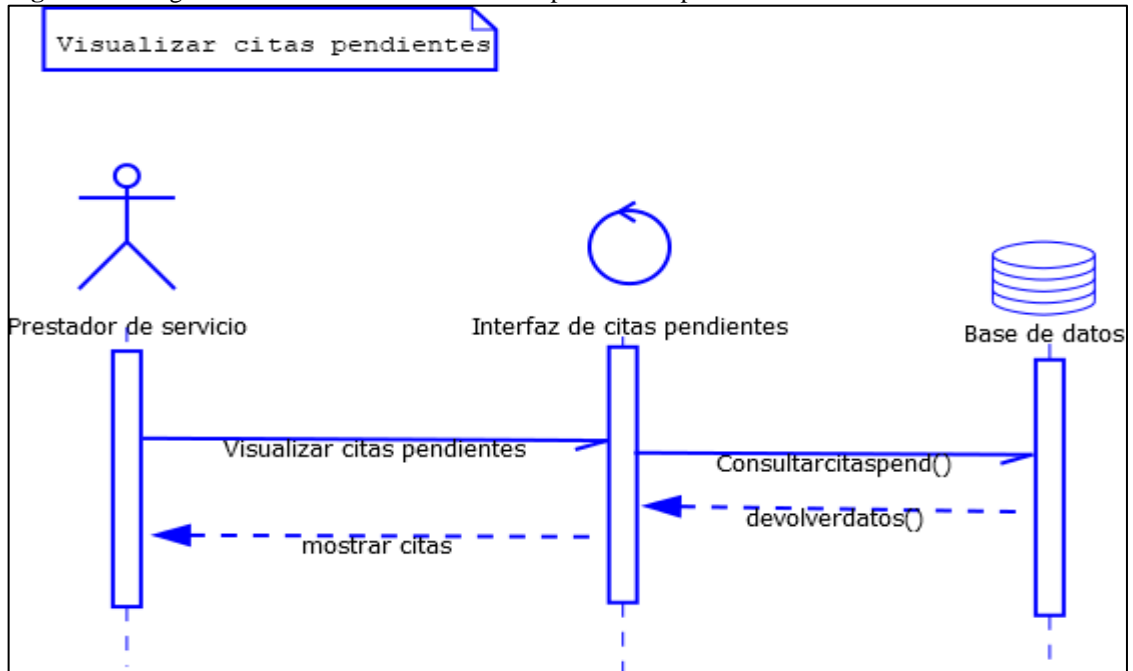 Visualizar citas pendientes
Prestador de servicio
Interfaz de citas pendientes
Base de datos
Visualizar citas pendientes
Consultarcitaspend()
devolverdatos()
mostrar citas